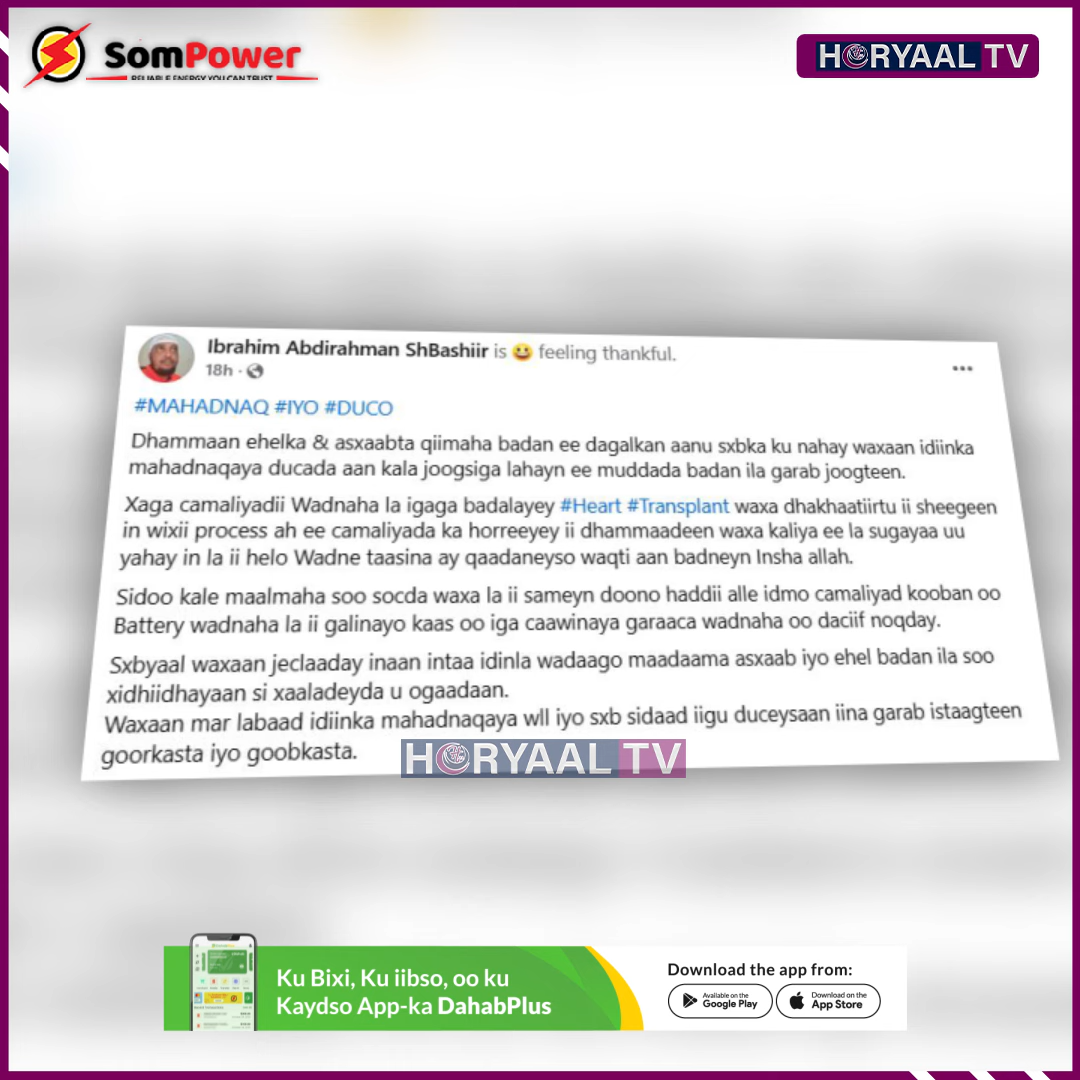 SomPower
RELIABLE ENERGY YOU CAN TRUST
HORYAAL TV
Ibrahim Abdirahman ShBashiir is 😀 feeling thankful.
18h ·
#MAHADNAQ #IYO #DUCO
Dhammaan ehelka & asxaabta qiimaha badan ee dagalkan aanu sxbka ku nahay waxaan idiinka
mahadnaqaya ducada aan kala joogsiga lahayn ee muddada badan ila garab joogteen.
Xaga camaliyadii Wadnaha la igaga badalayey #Heart #Transplant waxa dhakhaatiirtu ii sheegeen
in wixii process ah ee camaliyada ka horreeyey ii dhammaadeen waxa kaliya ee la sugayaa uu
yahay in la ii helo Wadne taasina ay qaadaneyso waqti aan badneyn Insha allah.
Sidoo kale maalmaha soo socda waxa la ii sameyn doono haddii alle idmo camaliyad kooban oo
Battery wadnaha la ii galinayo kaas oo iga caawinaya garaaca wadnaha oo daciif noqday.
Sxbyaal waxaan jeclaaday inaan intaa idinla wadaago maadaama asxaab iyo ehel badan ila soo
xidhiidhayaan si xaaladeyda u ogaadaan.
Waxaan mar labaad idiinka mahadnaqaya wll iyo sxb sidaad iigu duceysaan iina garab istaagteen
goorkasta iyo goobkasta.
HORYAAL TV
Ku Bixi, Ku iibso, oo ku
Kaydso App-ka DahabPlus
Download the app from:
Available on the
Google Play
Download on the
App Store